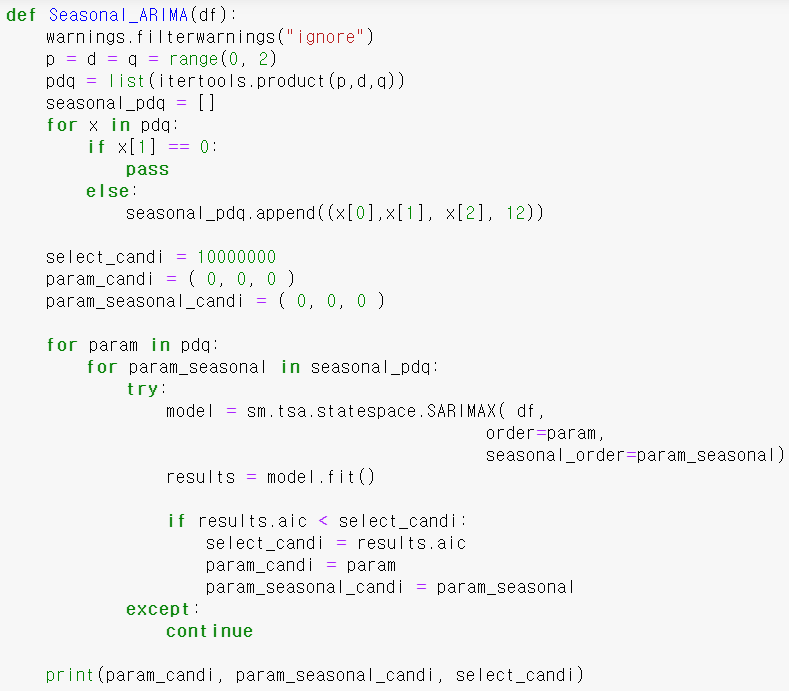 def Seasonal_ARIMA(df):
    warnings.filterwarnings("ignore")
    p = d = q = range(0, 2)
    pdq = list(itertools.product(p,d,q))
    seasonal_pdq = []
    for x in pdq:
        if x[1] == 0:
            pass
        else:
            seasonal_pdq.append((x[0],x[1], x[2], 12))

    select_candi = 10000000
    param_candi = ( 0, 0, 0 )
    param_seasonal_candi = ( 0, 0, 0 )

    for param in pdq:
        for param_seasonal in seasonal_pdq:
            try:
                model = sm.tsa.statespace.SARIMAX( df,
                                                order=param,
                                                seasonal_order=param_seasonal)
                results = model.fit()

                if results.aic < select_candi:
                    select_candi = results.aic
                    param_candi = param
                    param_seasonal_candi = param_seasonal
            except:
                continue

    print(param_candi, param_seasonal_candi, select_candi)